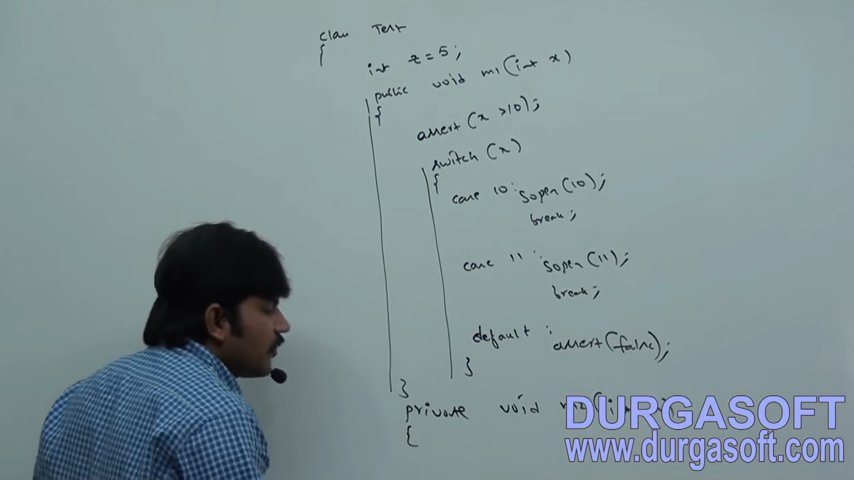 class Test
{
int z = 5;
public void m1(int x)
{
assert(x >10);
switch (x)
{
case 10: sopln(10);
break;
case 11: sopln(11);
break;
default : assert(false);
}
}
private void
{
DURGASOFT
www.durgasoft.com